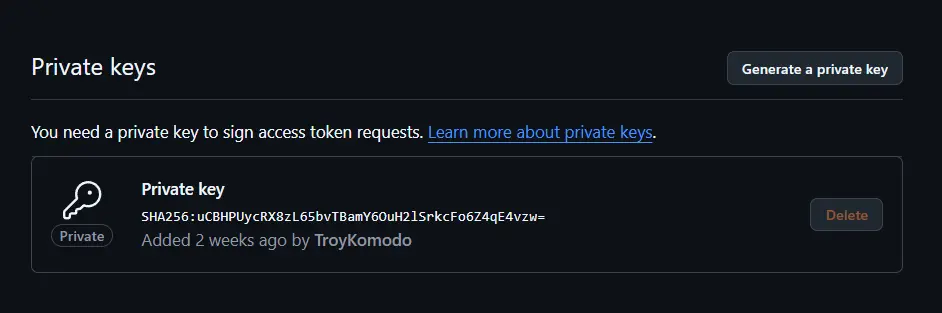 Private keys
Generate a private key
You need a private key to sign access token requests. Learn more about private keys.
Private key
SHA256:uCBHPUycRX8zL65bvTBamY6OuH2lSrkcFo6Z4qE4vzw=
Private
Added 2 weeks ago by TroyKomodo
Delete